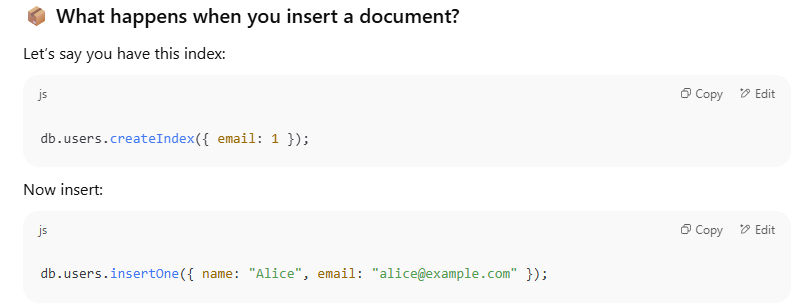 📦 What happens when you insert a document?
Let’s say you have this index:
js
Copy
Edit
db.users.createIndex({ email: 1 });
Now insert:
js
Copy
Edit
db.users.insertOne({ name: "Alice", email: "alice@example.com" });